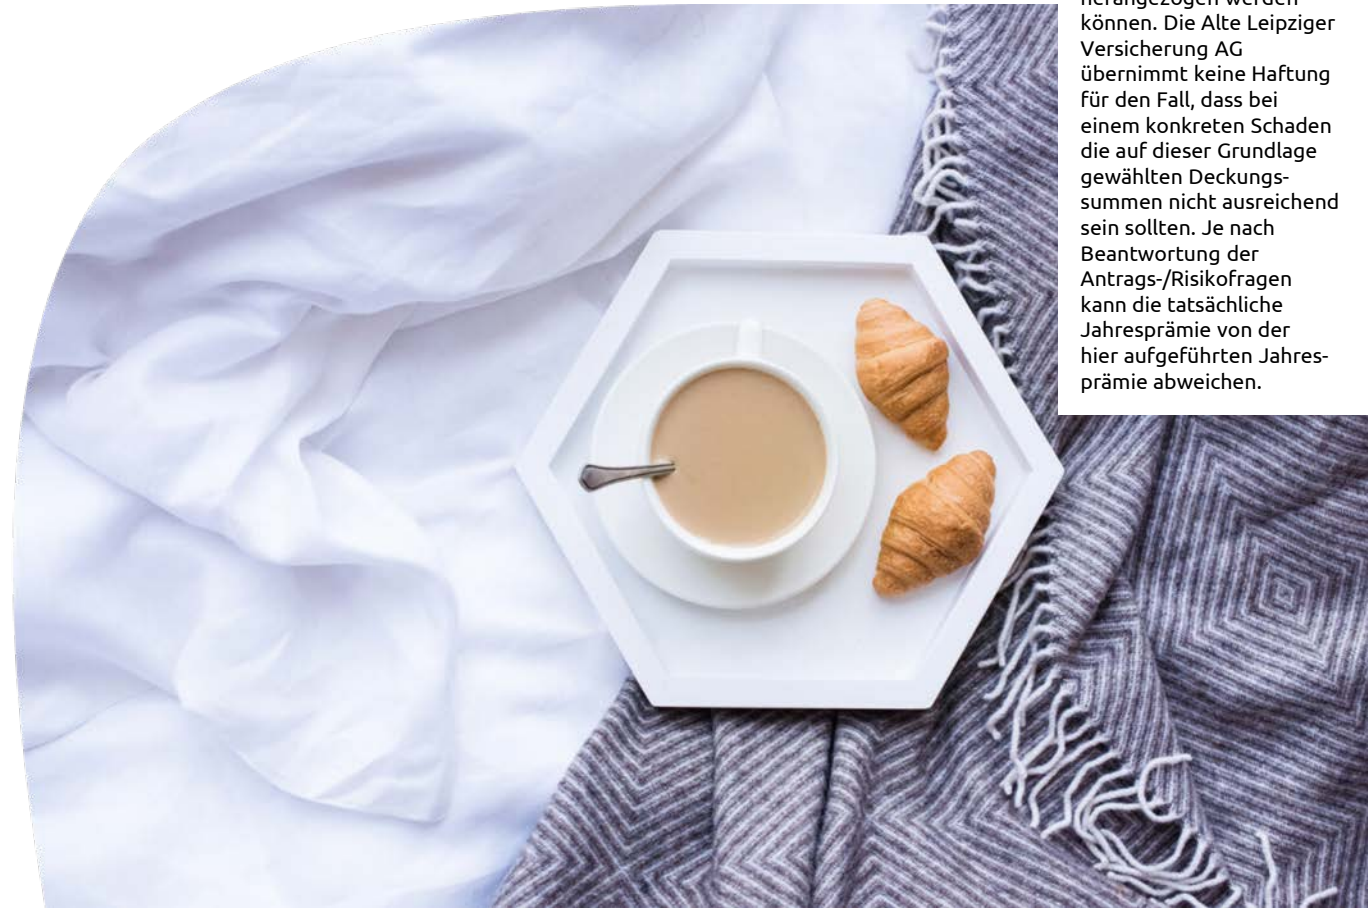 herangezogen werden
können. Die Alte Leipziger
Versicherung AG
übernimmt keine Haftung
für den Fall, dass bei
einem konkreten Schaden
die auf dieser Grundlage
gewählten Deckungs-
summen nicht ausreichend
sein sollten. Je nach
Beantwortung der
Antrags-/Risikofragen
kann die tatsächliche
Jahresprämie von der
hier aufgeführten Jahres-
prämie abweichen.